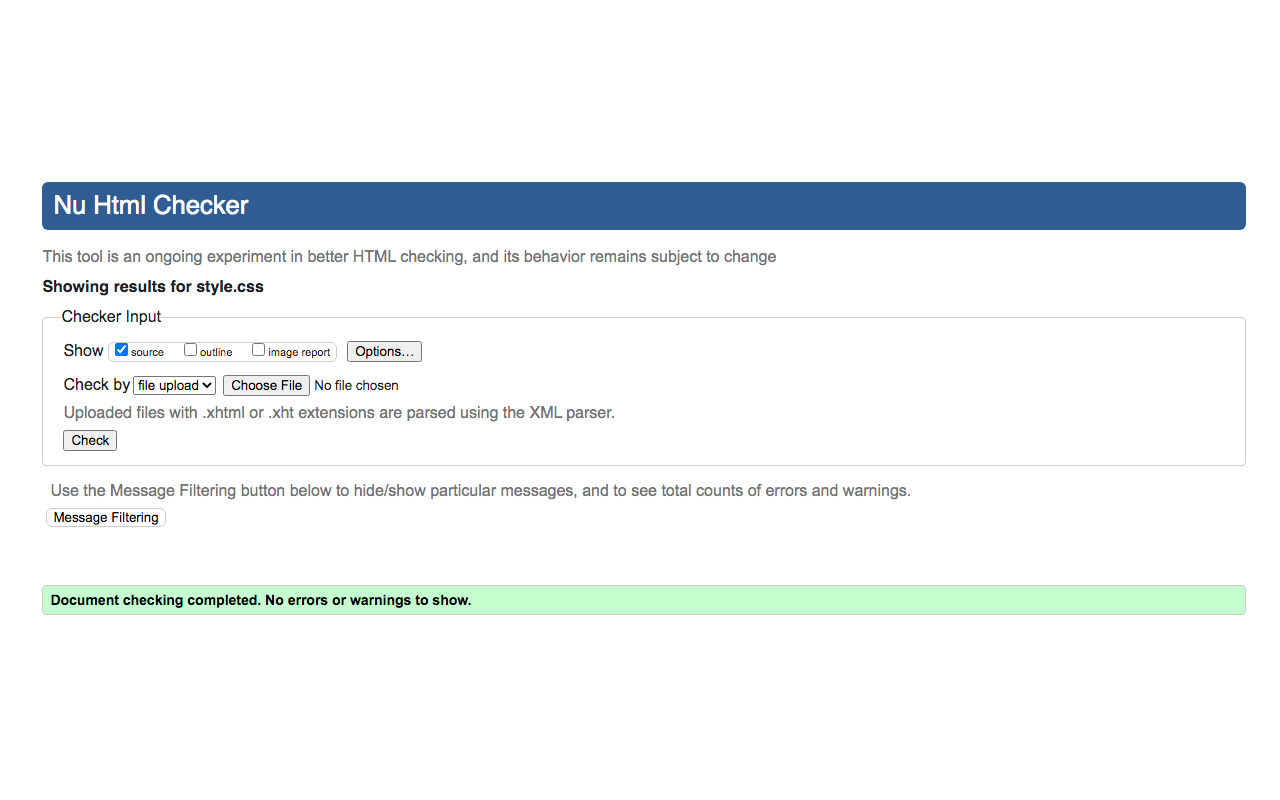 Nu Html Checker
This tool is an ongoing experiment in better HTML checking, and its behavior remains subject to change
Showing results for style.css
Checker Input
Show source outline image report Options...
Check by file upload Choose File No file chosen
Uploaded files with .xhtml or .xht extensions are parsed using the XML parser.
Check
Use the Message Filtering button below to hide/show particular messages, and to see total counts of errors and warnings.
Message Filtering
Document checking completed. No errors or warnings to show.